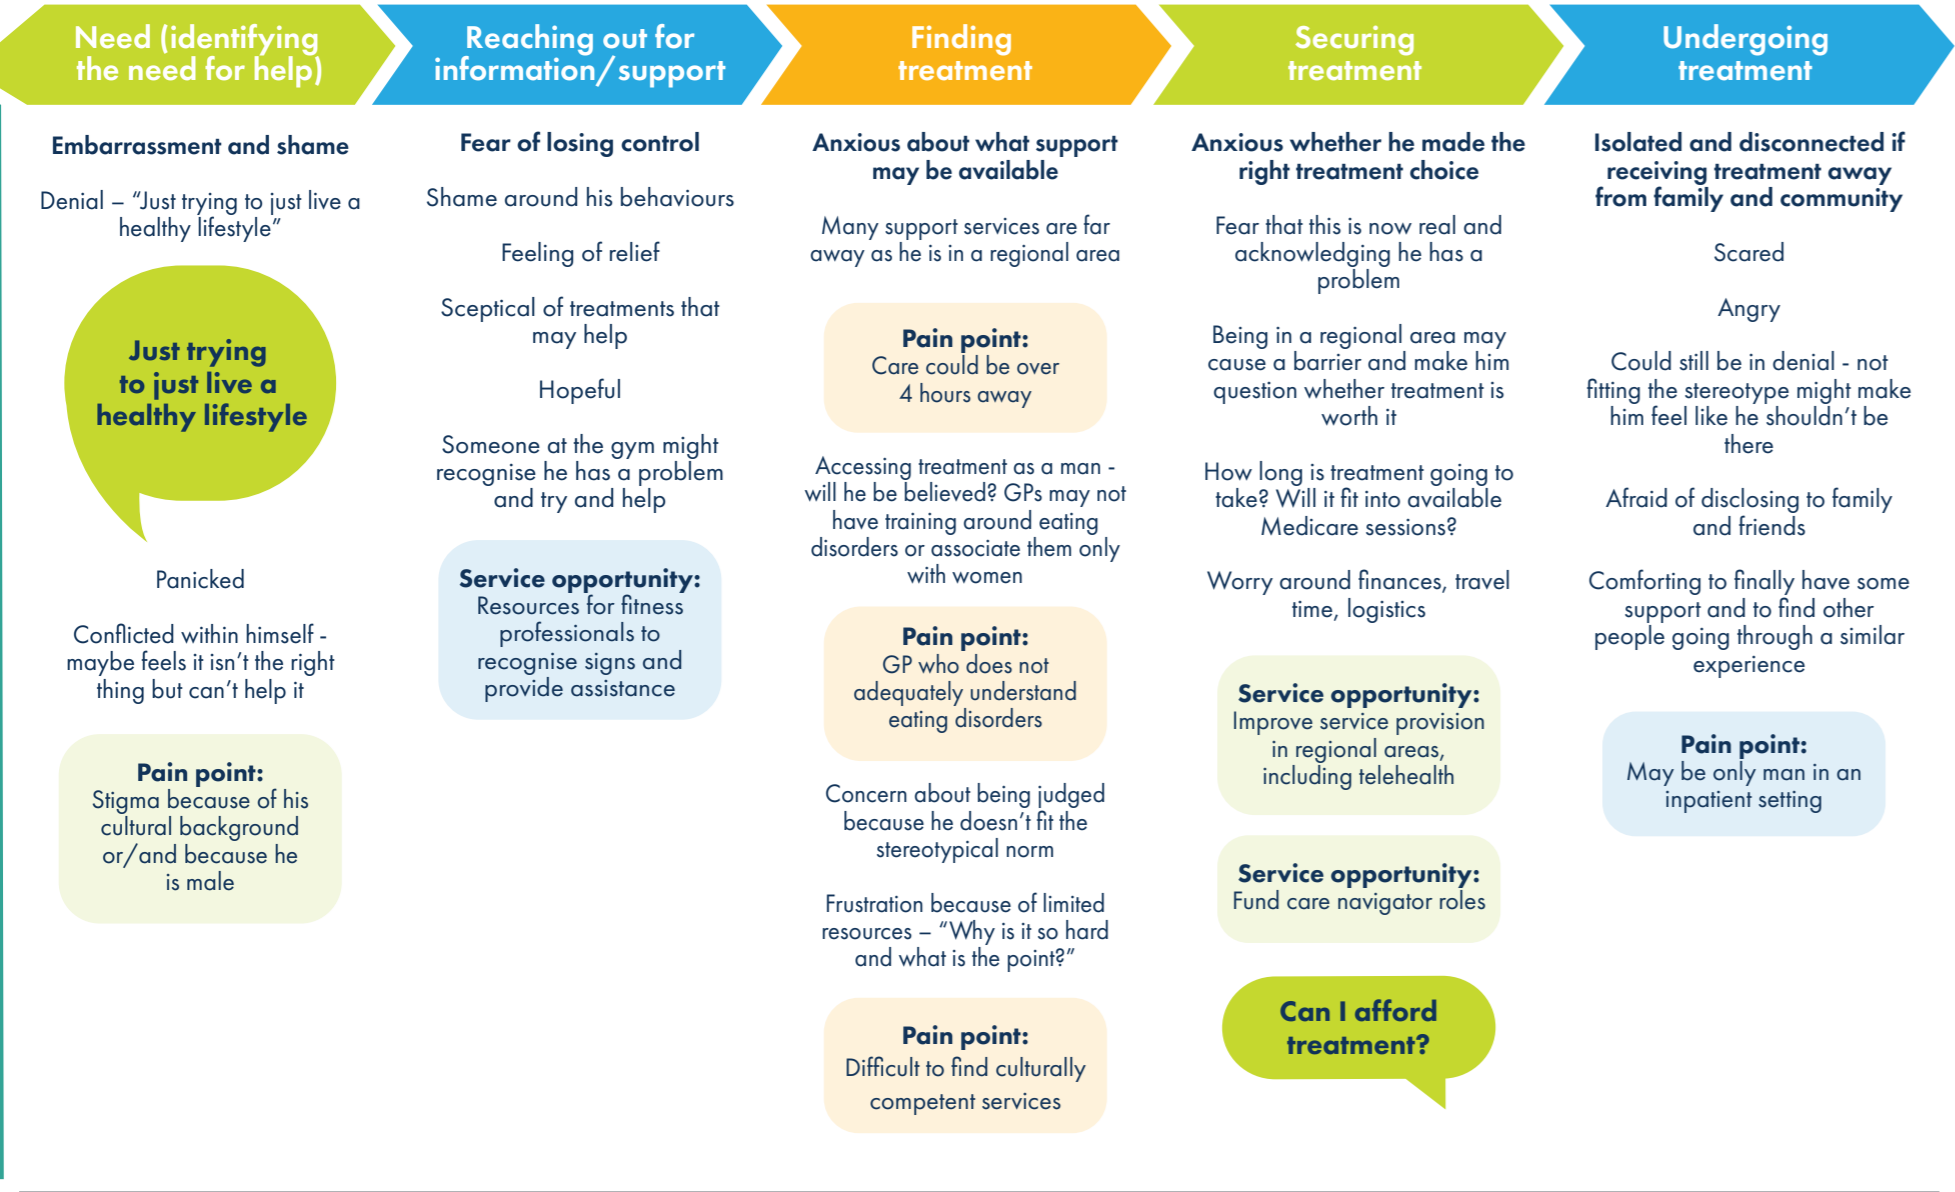 Need (identifying
the need for help)
Embarrassment and shame
Denial – “Just trying to just live a
healthy lifestyle”
Just trying
to just live a
healthy lifestyle
Panicked
Conflicted within himself -
maybe feels it isn’t the right
thing but can’t help it
Pain point:
Stigma because of his
cultural background
or/and because he
is male
Reaching out for
information/support
Fear of losing control
Shame around his behaviours
Feeling of relief
Sceptical of treatments that
may help
Hopeful
Someone at the gym might
recognise he has a problem
and try and help
Service opportunity:
Resources for fitness
professionals to
recognise signs and
provide assistance
Finding
treatment
Anxious about what support
may be available
Many support services are far
away as he is in a regional area
Pain point:
Care could be over
4 hours away
Accessing treatment as a man -
will he be believed? GPs may not
have training around eating
disorders or associate them only
with women
Pain point:
GP who does not
adequately understand
eating disorders
Concern about being judged
because he doesn’t fit the
stereotypical norm
Frustration because of limited
resources – “Why is it so hard
and what is the point?”
Pain point:
Difficult to find culturally
competent services
Securing
treatment
Anxious whether he made the
right treatment choice
Fear that this is now real and
acknowledging he has a
problem
Being in a regional area may
cause a barrier and make him
question whether treatment is
worth it
How long is treatment going to
take? Will it fit into available
Medicare sessions?
Worry around finances, travel
time, logistics
Service opportunity:
Improve service provision
in regional areas,
including telehealth
Service opportunity:
Fund care navigator roles
Can I afford
treatment?
Undergoing
treatment
Isolated and disconnected if
receiving treatment away
from family and community
Scared
Angry
Could still be in denial - not
fitting the stereotype might make
him feel like he shouldn’t be
there
Afraid of disclosing to family
and friends
Comforting to finally have some
support and to find other
people going through a similar
experience
Pain point:
May be only man in an
inpatient setting